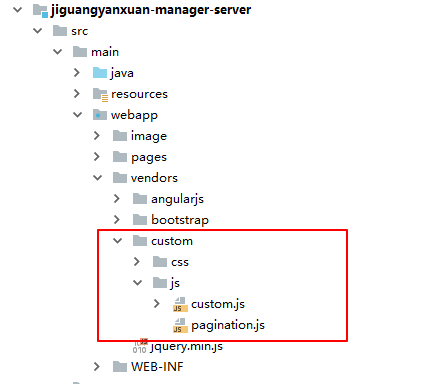 jiguangyanxuan-manager-server
src
main
java
resources
webapp
image
pages
vendors
angularjs
bootstrap
custom
css
js
custom.js
pagination.js
jquery.min.js
WEB-INF